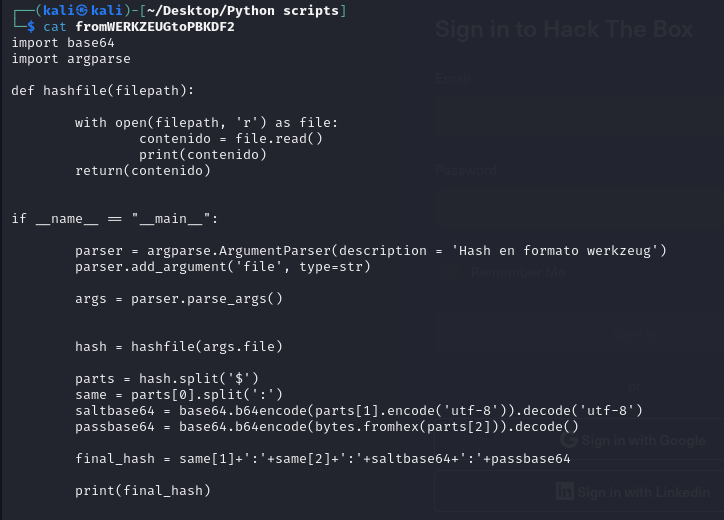 ┌──(kali㉿kali)-[~/Desktop/Python scripts]
└─$ cat fromWERKZEUGtoPBKDF2
import base64
import argparse

def hashfile(filepath):

        with open(filepath, 'r') as file:
                contenido = file.read()
                print(contenido)
        return(contenido)


if __name__ == "__main__":

        parser = argparse.ArgumentParser(description = 'Hash en formato werkzeug')
        parser.add_argument('file', type=str)

        args = parser.parse_args()


        hash = hashfile(args.file)

        parts = hash.split('$')
        same = parts[0].split(':')
        saltbase64 = base64.b64encode(parts[1].encode('utf-8')).decode('utf-8')
        passbase64 = base64.b64encode(bytes.fromhex(parts[2])).decode()

        final_hash = same[1]+':'+same[2]+':'+saltbase64+':'+passbase64

        print(final_hash)
Sign in to Hack The Box
Email
Password
Remember Me
Sign in
or
Sign in with Google
Sign in with Linkedin